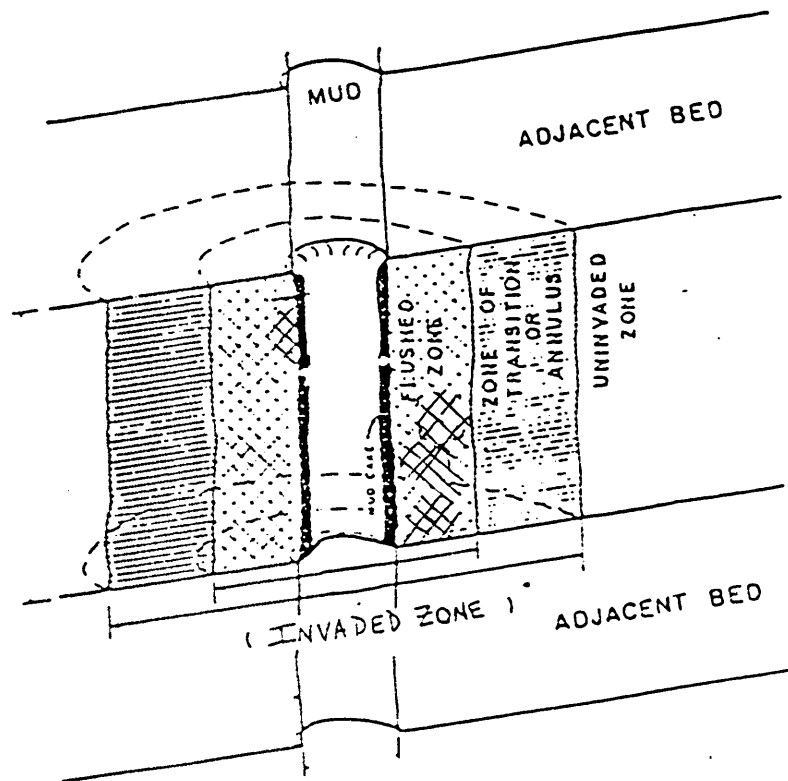 MUD
ADJACENT BED
FLUSHED
ZONE
ZONE OF
TRANSITION
OR
ANNULUS
UNINVADED
ZONE
MUD CAKE
( INVADED ZONE )
ADJACENT BED